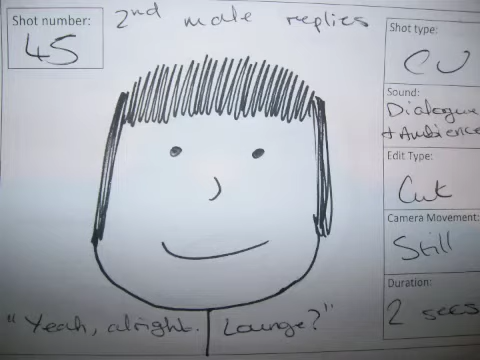 Shot number:
45
2nd male replies
Shot type:
CU
Sound:
Dialogue
+ Ambience
Edit Type:
Cut
Camera Movement:
Still
Duration:
2 secs
"Yeah, alright. Lounge?"